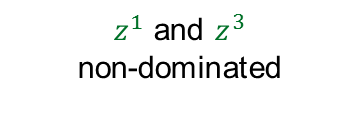 z¹ and z³
non-dominated